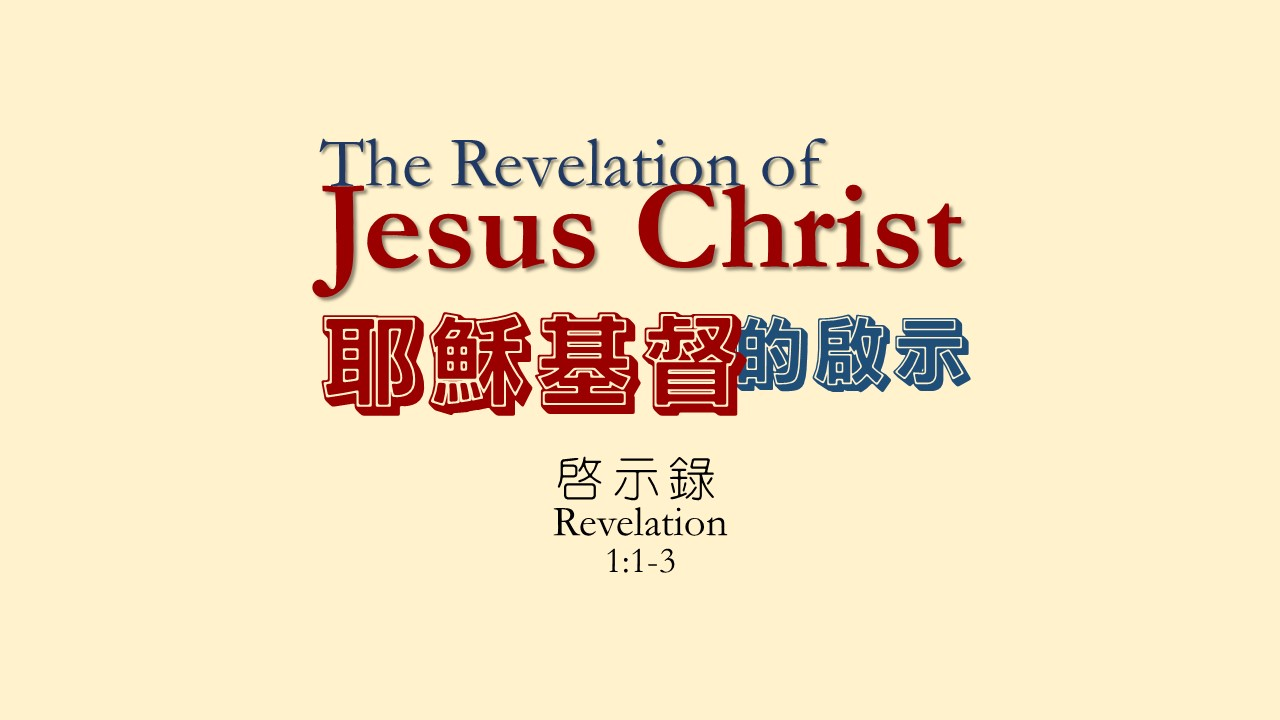 The Revelation of
Jesus Christ
耶穌基督的啟示
啓示錄
Revelation
1:1-3